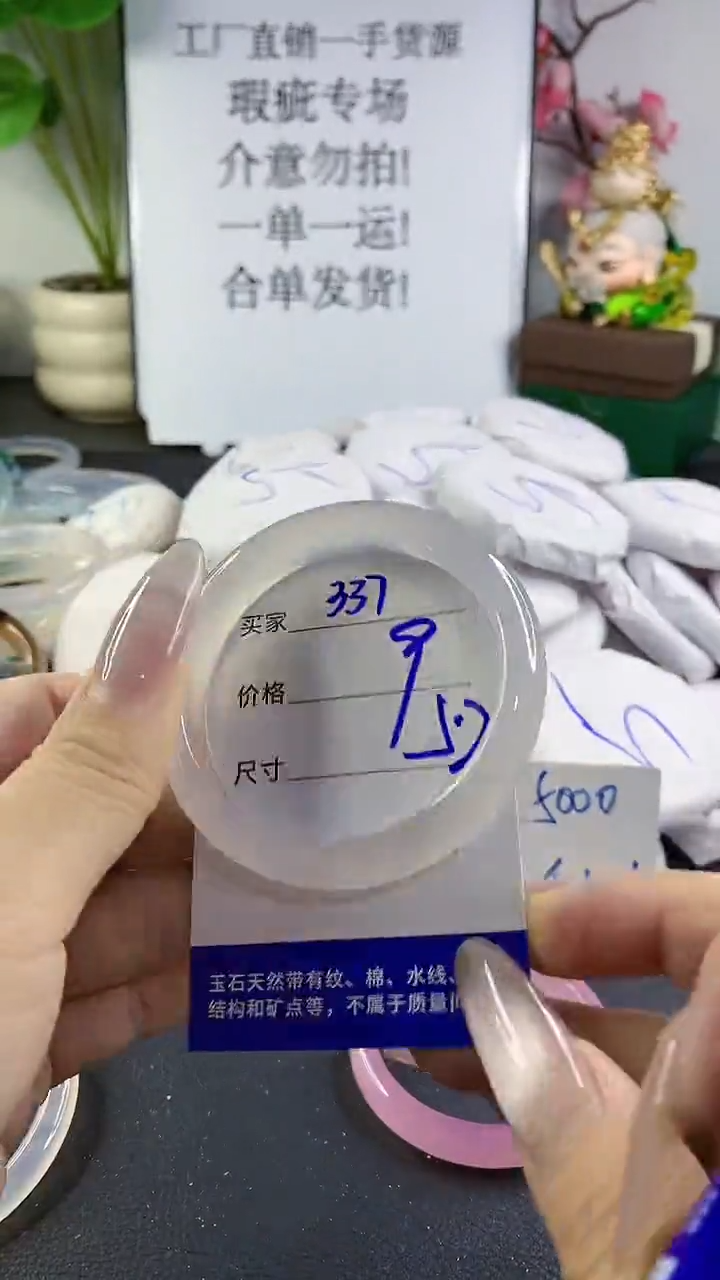 工厂直销一手货源
瑕疵专场
介意勿拍!
一单一运!
合单发货!
买家 337
价格 9
尺寸
5000
玉石天然带有纹、棉、水线、
结构和矿点等，不属于质量问